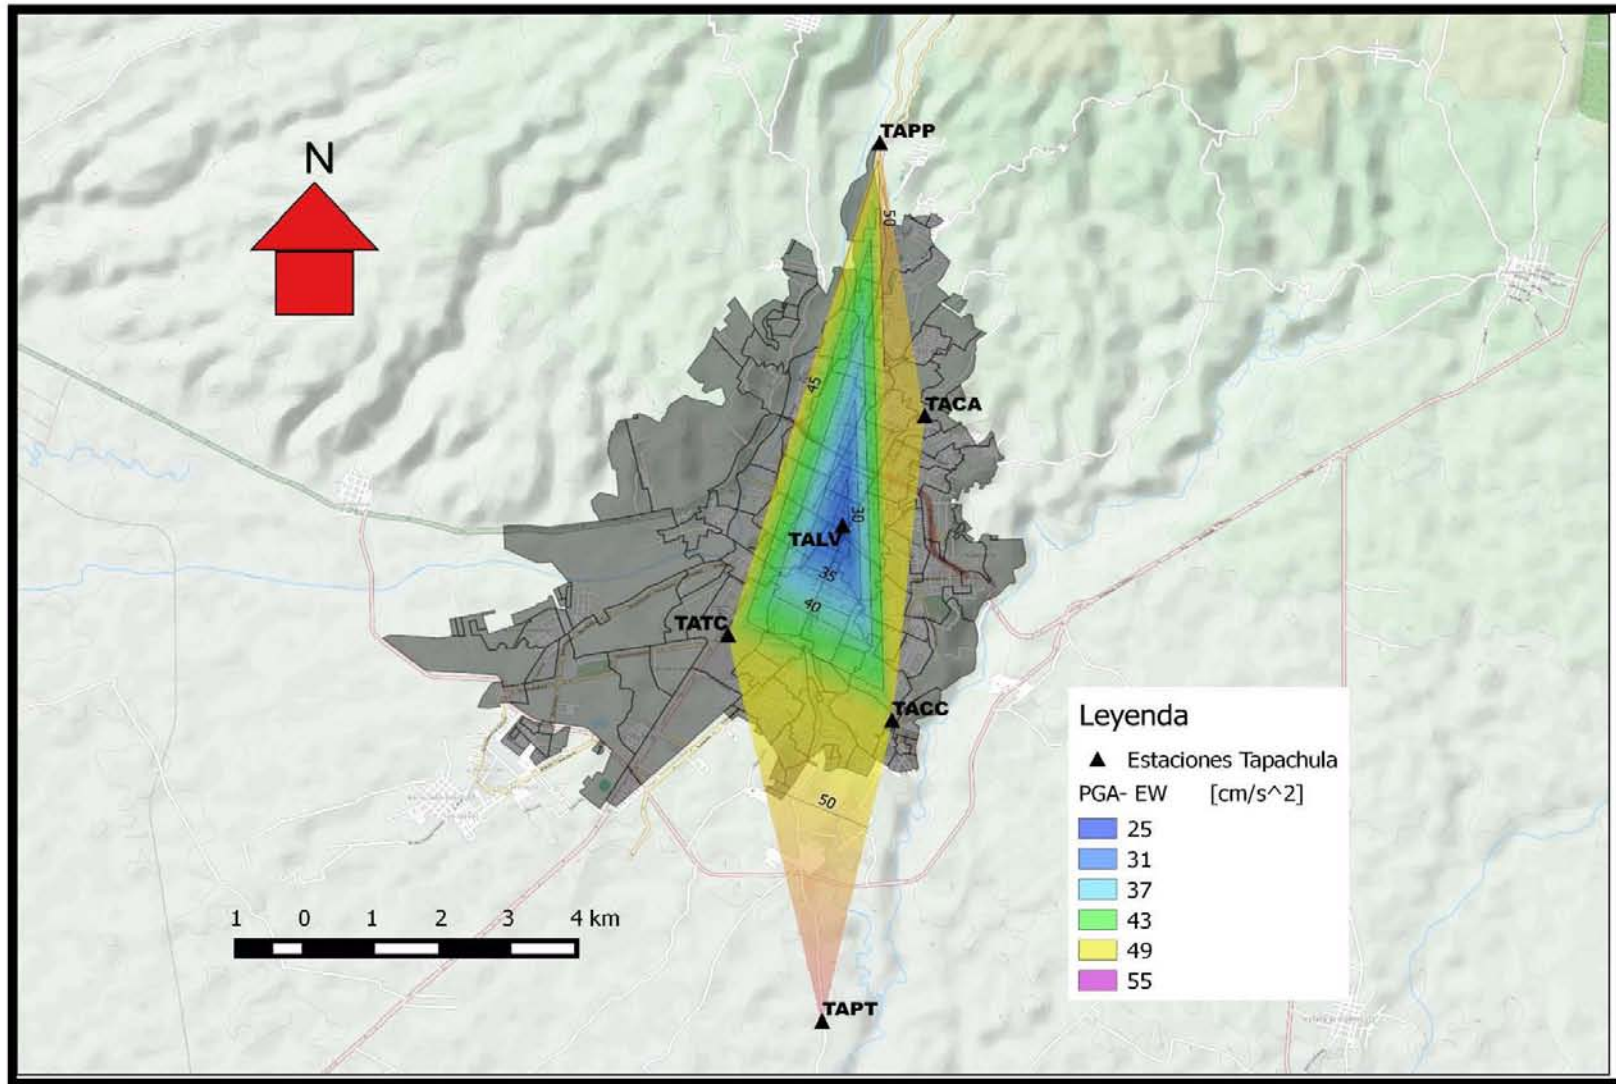 TAPP
N
50
45
TACA
30
TALV
35
40
TATC
TACC
50
TAPT
Leyenda
Estaciones Tapachula
PGA- EW [cm/s^2]
25
31
37
43
49
55
1 0 1 2 3 4 km